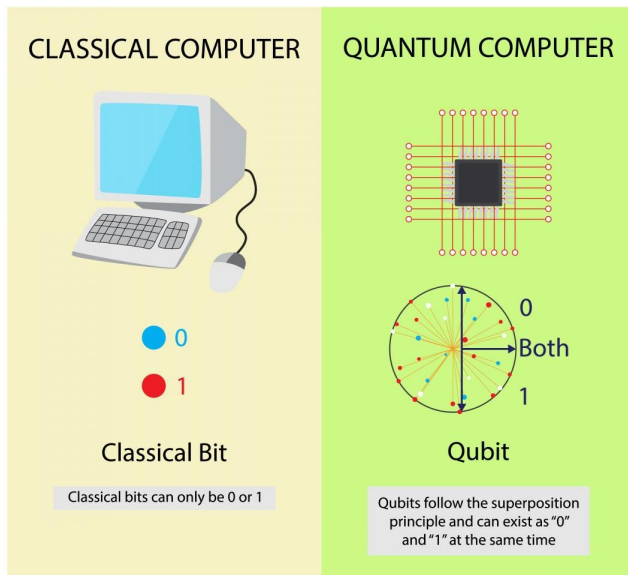 CLASSICAL COMPUTER
0
1
Classical Bit
Classical bits can only be 0 or 1
QUANTUM COMPUTER
0
Both
1
Qubit
Qubits follow the superposition
principle and can exist as “0”
and “1” at the same time